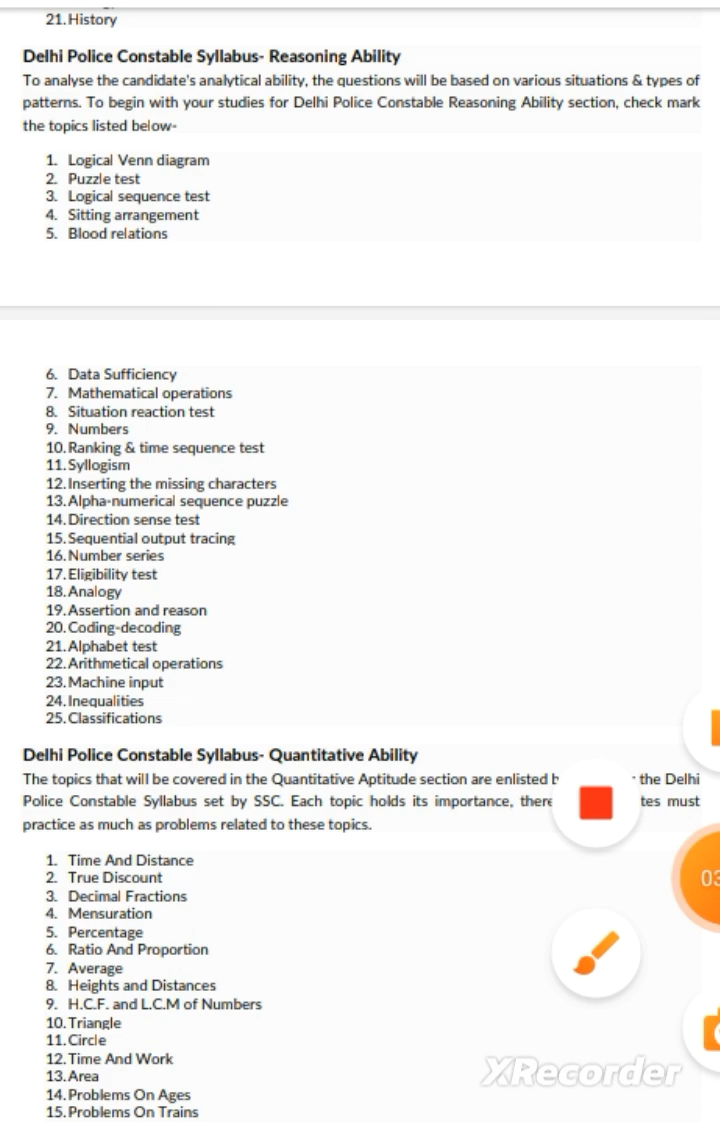 21. History
Delhi Police Constable Syllabus- Reasoning Ability
To analyse the candidate's analytical ability, the questions will be based on various situations & types of
patterns. To begin with your studies for Delhi Police Constable Reasoning Ability section, check mark
the topics listed below-
1. Logical Venn diagram
2. Puzzle test
3. Logical sequence test
4. Sitting arrangement
5. Blood relations
6. Data Sufficiency
7. Mathematical operations
8. Situation reaction test
9. Numbers
10. Ranking & time sequence test
11. Syllogism
12. Inserting the missing characters
13. Alpha-numerical sequence puzzle
14. Direction sense test
15. Sequential output tracing
16. Number series
17. Eligibility test
18. Analogy
19. Assertion and reason
20. Coding-decoding
21. Alphabet test
22. Arithmetical operations
23. Machine input
24. Inequalities
25. Classifications
Delhi Police Constable Syllabus- Quantitative Ability
The topics that will be covered in the Quantitative Aptitude section are enlisted the Delhi
Police Constable Syllabus set by SSC. Each topic holds its importance, there tes must
practice as much as problems related to these topics.
1. Time And Distance
2. True Discount
3. Decimal Fractions
4. Mensuration
5. Percentage
6. Ratio And Proportion
7. Average
8. Heights and Distances
9. H.C.F. and L.C.M of Numbers
10. Triangle
11. Circle
12. Time And Work
13. Area
14. Problems On Ages
15. Problems On Trains
03
XRecorder